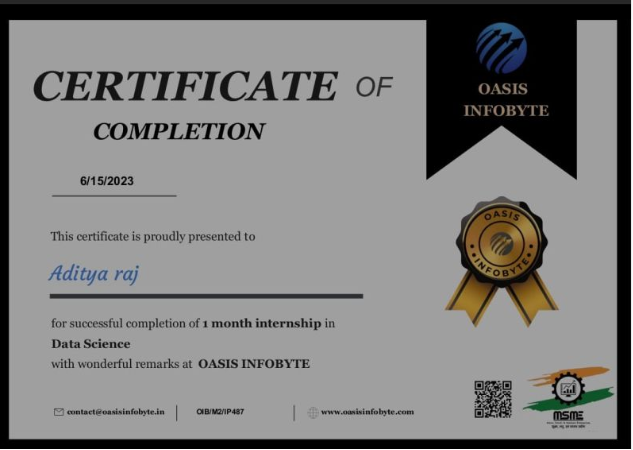 CERTIFICATE OF
COMPLETION
OASIS
INFOBYTE
6/15/2023
This certificate is proudly presented to
Aditya raj
OASIS
INFOBYTE
for successful completion of 1 month internship in
Data Science
with wonderful remarks at OASIS INFOBYTE
contact@oasisinfobyte.in
OIB/M2/IP487
www.oasisinfobyte.com
MSME